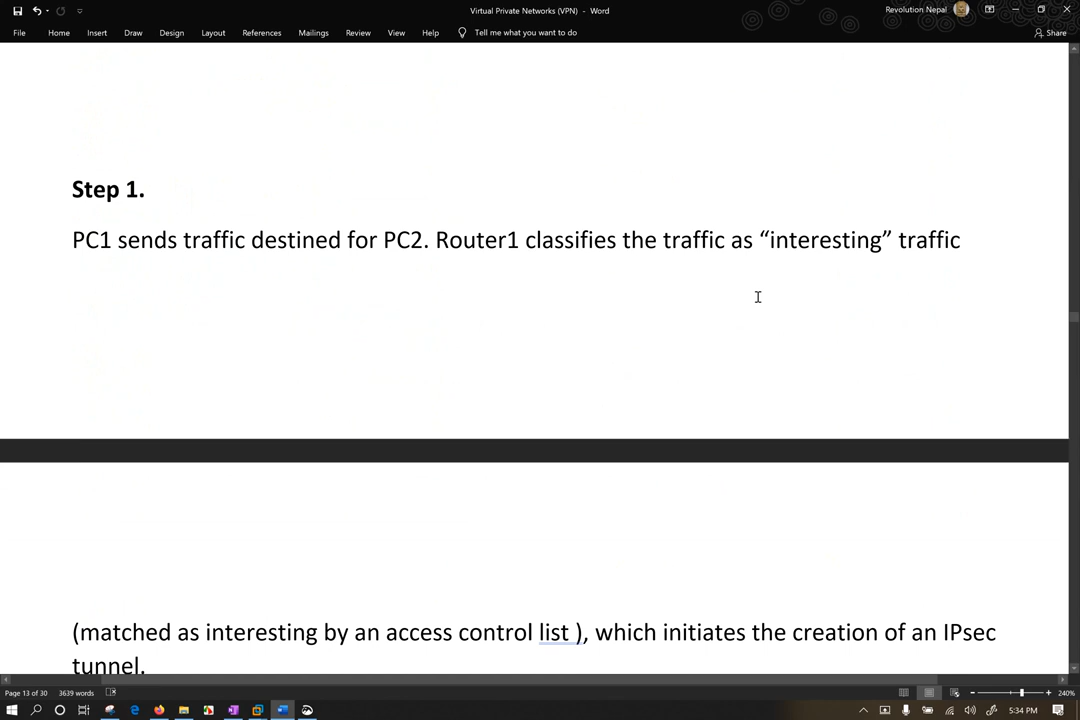 Virtual Private Networks (VPN) - Word
Revolution Nepal
File Home Insert Draw Design Layout References Mailings Review View Help Tell me what you want to do Share
Step 1.
PC1 sends traffic destined for PC2. Router1 classifies the traffic as “interesting” traffic
(matched as interesting by an access control list ), which initiates the creation of an IPsec
tunnel.
Page 13 of 30 3639 words 240%
5:34 PM